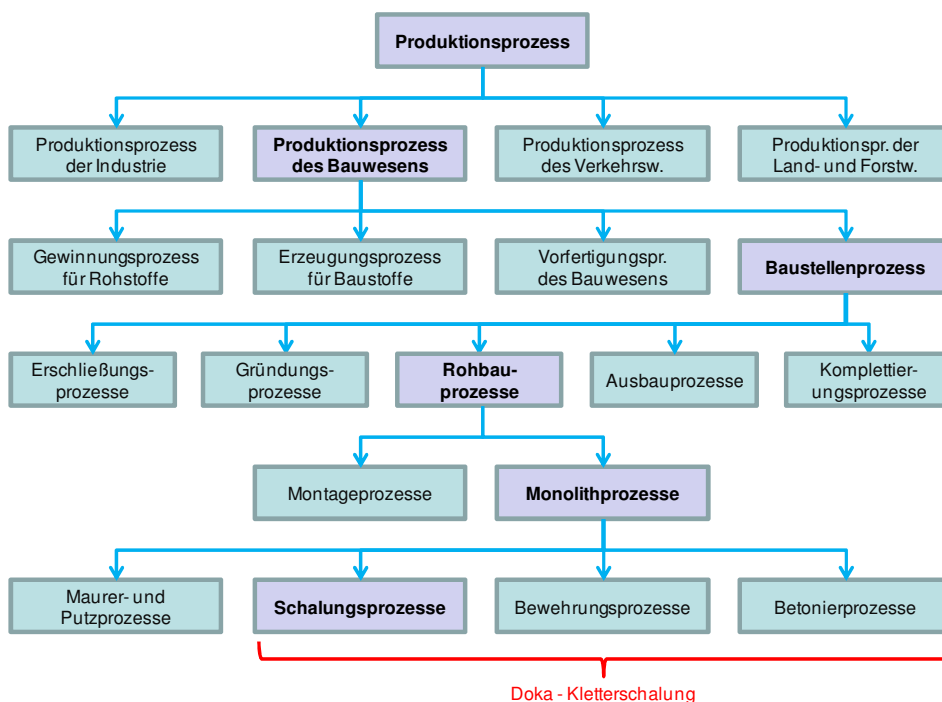 Produktionsprozess
Produktionsprozess
der Industrie
Produktionsprozess
des Bauwesens
Produktionsprozess
des Verkehrsw.
Produktionspr. der
Land- und Forstw.
Gewinnungsprozess
für Rohstoffe
Erzeugungsprozess
für Baustoffe
Vorfertigungspr.
des Bauwesens
Baustellenprozess
Erschließungs-
prozesse
Gründungs-
prozesse
Rohbau-
prozesse
Ausbauprozesse
Komplettier-
ungsprozesse
Montageprozesse
Monolithprozesse
Maurer- und
Putzprozesse
Schalungsprozesse
Bewehrungsprozesse
Betonierprozesse
Doka - Kletterschalung